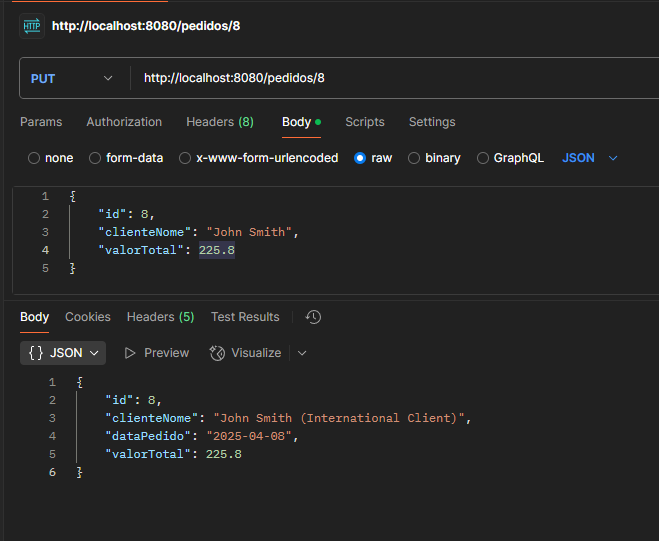 HTTP http://localhost:8080/pedidos/8
PUT http://localhost:8080/pedidos/8
Params Authorization Headers (8) Body Scripts Settings
none form-data x-www-form-urlencoded raw binary GraphQL JSON
1 {
2 "id": 8,
3 "clienteNome": "John Smith",
4 "valorTotal": 225.8
5 }
Body Cookies Headers (5) Test Results
{} JSON Preview Visualize
1 {
2 "id": 8,
3 "clienteNome": "John Smith (International Client)",
4 "dataPedido": "2025-04-08",
5 "valorTotal": 225.8
6 }